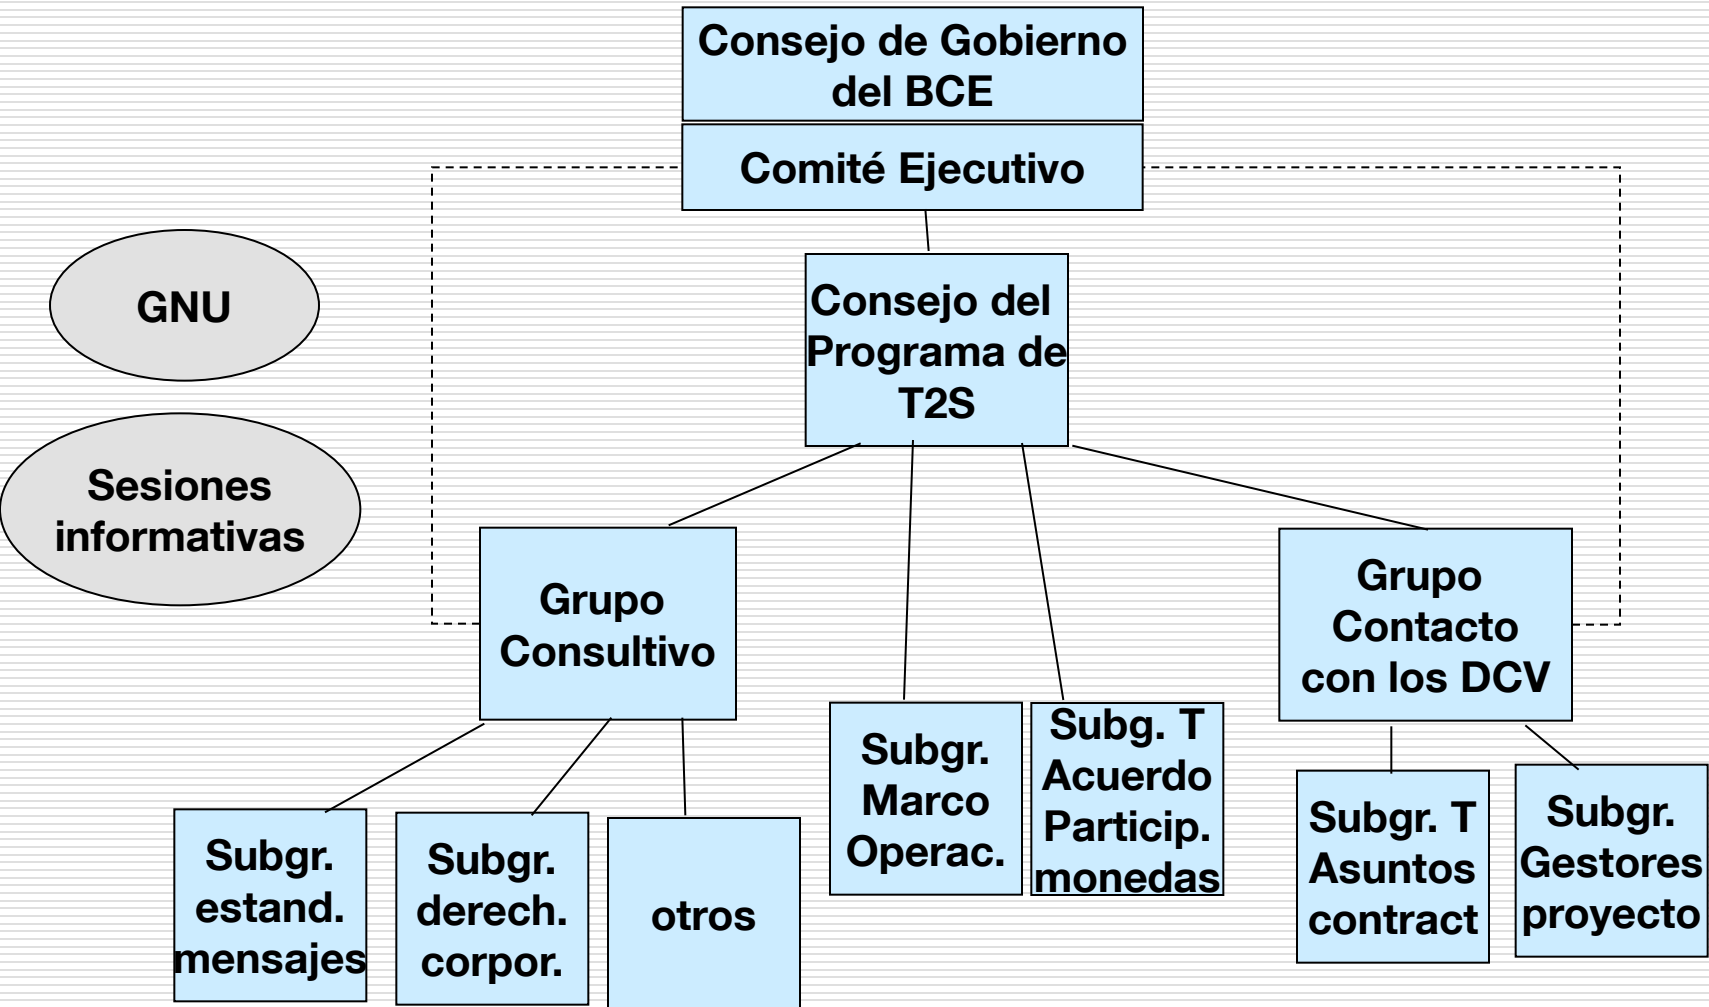 Consejo de Gobierno
del BCE
Comité Ejecutivo
GNU
Consejo del
Programa de
T2S
Sesiones
informativas
Grupo
Consultivo
Grupo
Contacto
con los DCV
Subgr.
estand.
mensajes
Subgr.
derech.
corpor.
otros
Subgr.
Marco
Operac.
Subg. T
Acuerdo
Particip.
monedas
Subgr. T
Asuntos
contract
Subgr.
Gestores
proyecto